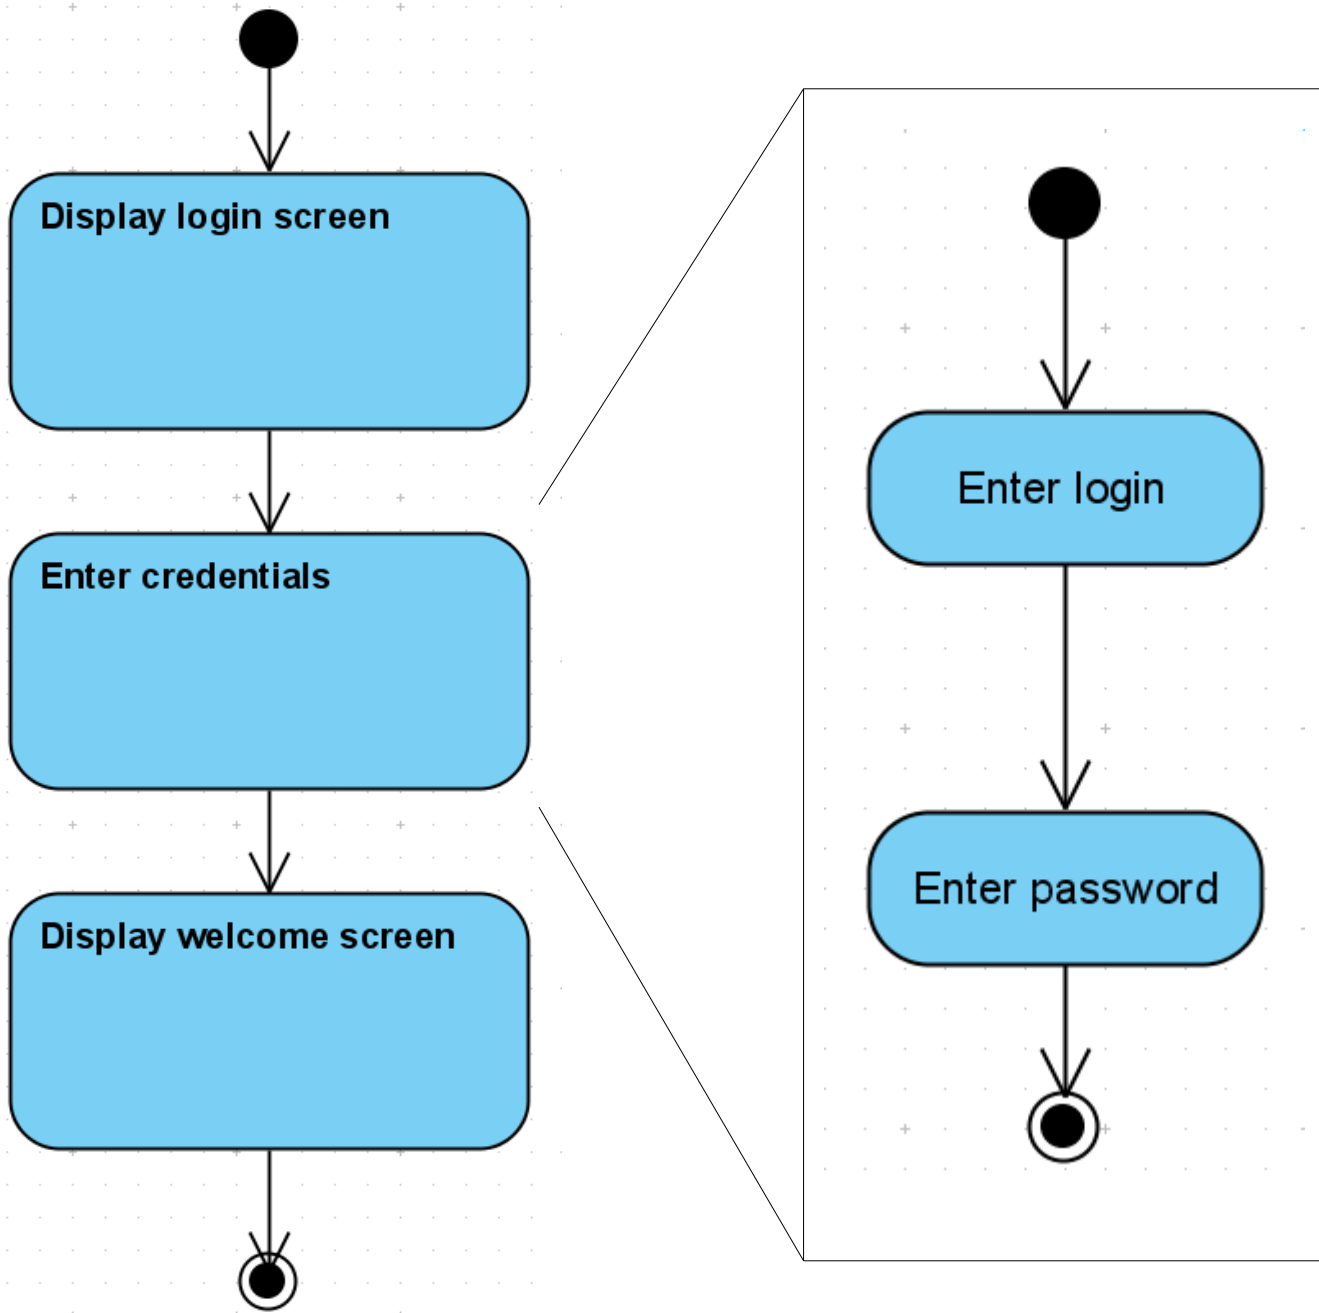 Display login screen
Enter credentials
Display welcome screen
Enter login
Enter password